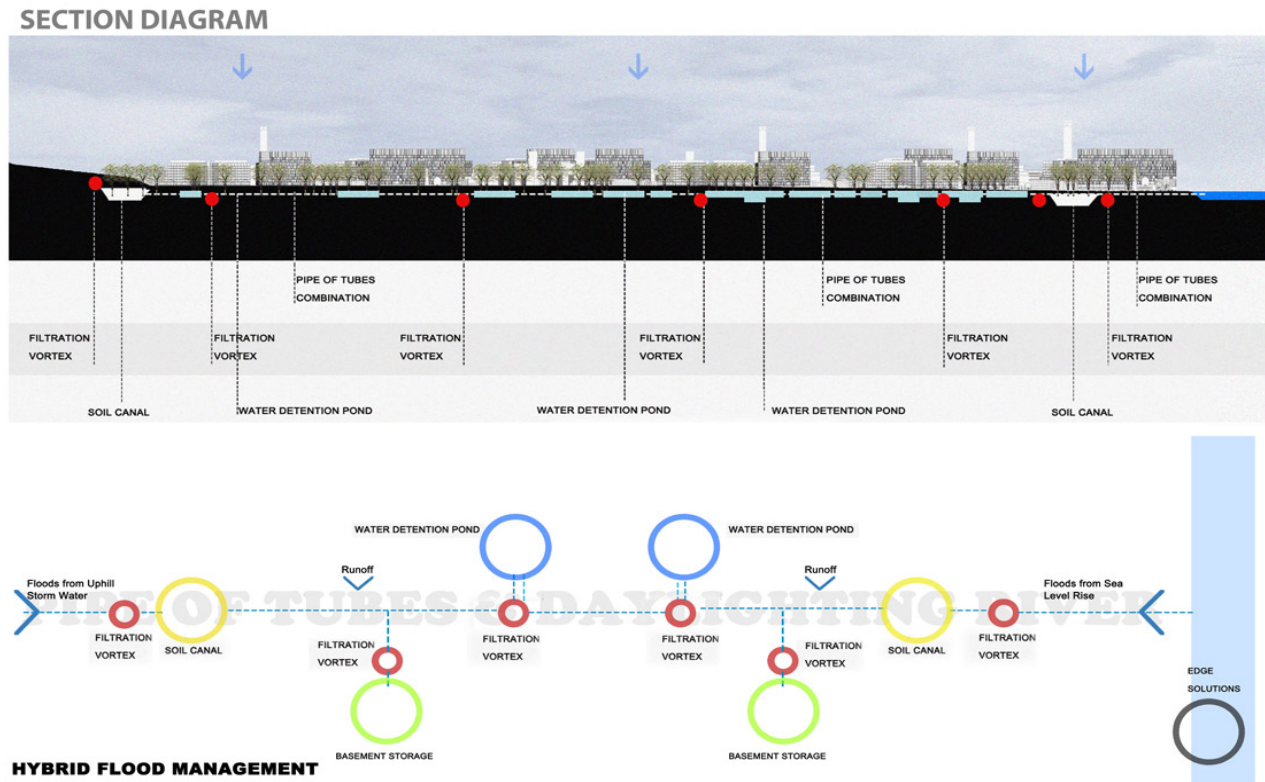 SECTION DIAGRAM
PIPE OF TUBES
COMBINATION
PIPE OF TUBES
COMBINATION
PIPE OF TUBES
COMBINATION
FILTRATION
VORTEX
FILTRATION
VORTEX
FILTRATION
VORTEX
FILTRATION
VORTEX
FILTRATION
VORTEX
FILTRATION
VORTEX
SOIL CANAL
WATER DETENTION POND
WATER DETENTION POND
WATER DETENTION POND
SOIL CANAL
WATER DETENTION POND
WATER DETENTION POND
Floods from Uphill
Storm Water
Runoff
Runoff
Floods from Sea
Level Rise
PIPE OF TUBES & DAYLIGHTING RIVER
FILTRATION
VORTEX
SOIL CANAL
FILTRATION
VORTEX
FILTRATION
VORTEX
FILTRATION
VORTEX
FILTRATION
VORTEX
SOIL CANAL
FILTRATION
VORTEX
EDGE
SOLUTIONS
BASEMENT STORAGE
BASEMENT STORAGE
HYBRID FLOOD MANAGEMENT